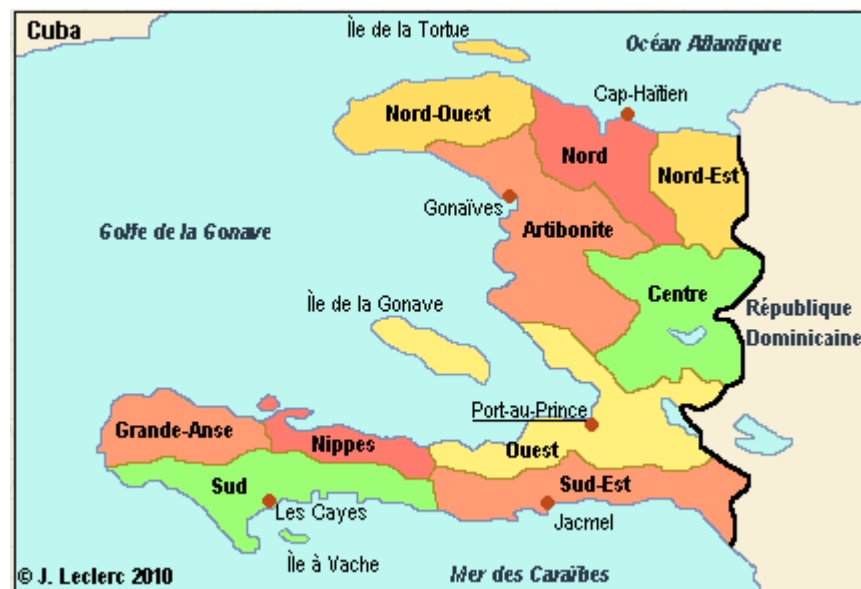 Cuba
Île de la Tortue
Océan Atlantique
Cap-Haïtien
Nord-Ouest
Nord
Nord-Est
Gonaïves
Artibonite
Golfe de la Gonave
Centre
Île de la Gonave
République
Dominicaine
Port-au-Prince
Grande-Anse
Nippes
Ouest
Sud
Sud-Est
Les Cayes
Jacmel
Île à Vache
© J. Leclerc 2010
Mer des Caraïbes